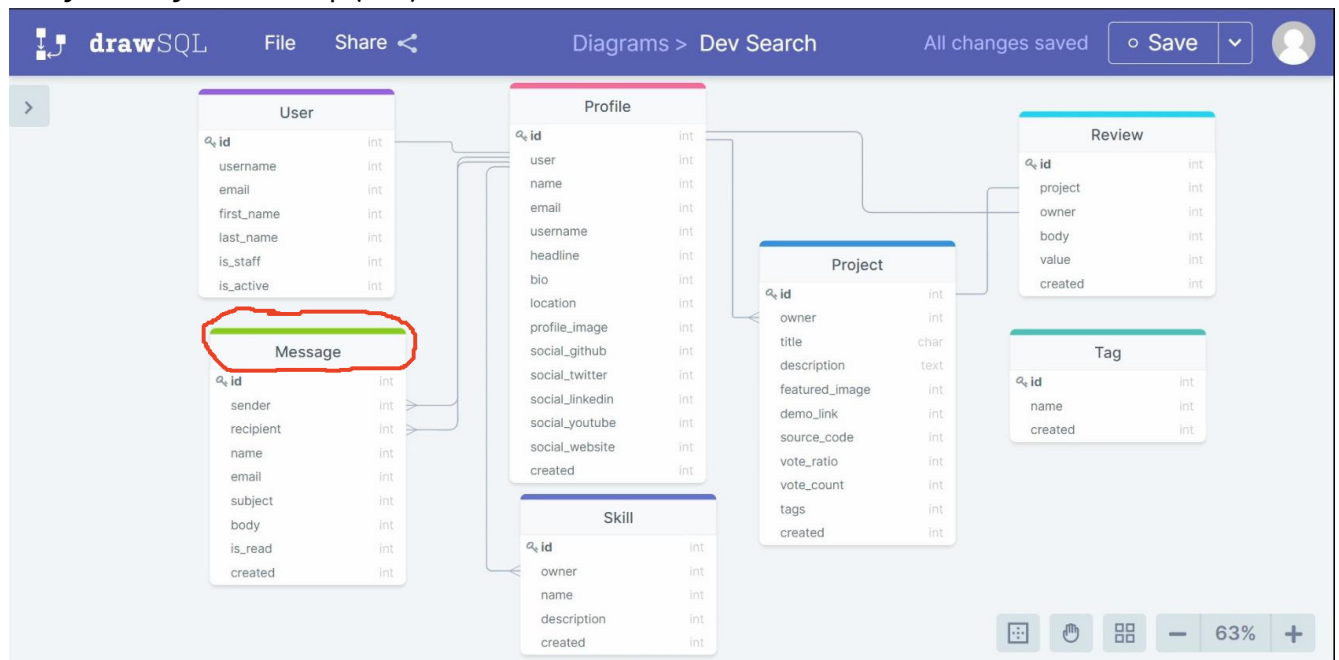 drawSQL File Share Diagrams > Dev Search All changes saved Save
User
id int
username int
email int
first_name int
last_name int
is_staff int
is_active int
Message
id int
sender int
recipient int
name int
email int
subject int
body int
is_read int
created int
Profile
id int
user int
name int
email int
username int
headline int
bio int
location int
profile_image int
social_github int
social_twitter int
social_linkedin int
social_youtube int
social_website int
created int
Skill
id int
owner int
name int
description int
created int
Project
id int
owner int
title char
description text
featured_image int
demo_link int
source_code int
vote_ratio int
vote_count int
tags int
created int
Review
id int
project int
owner int
body int
value int
created int
Tag
id int
name int
created int
63%